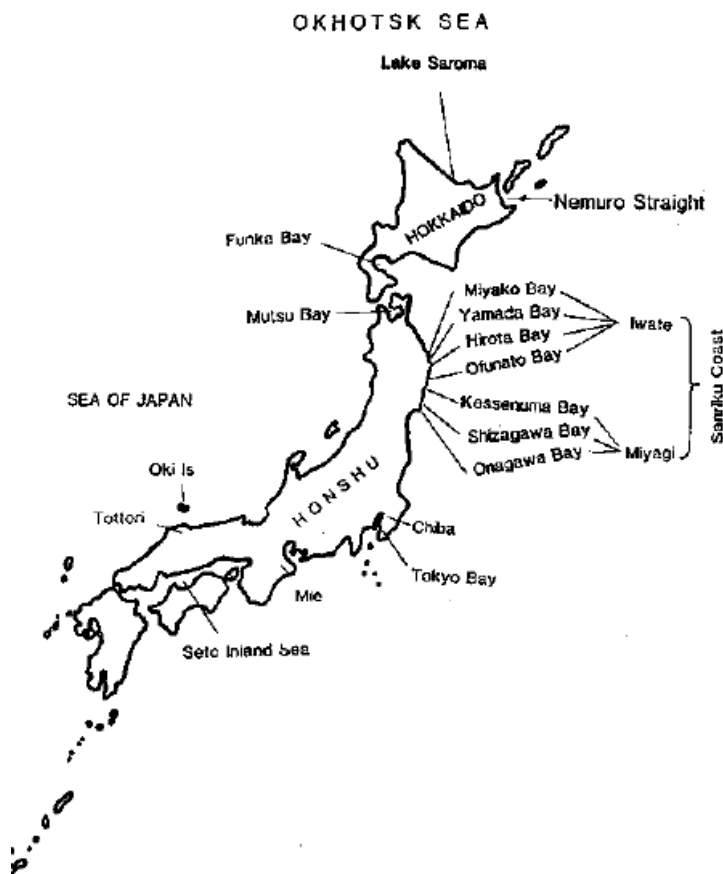 OKHOTSK SEA
Lake Saroma
HOKKAIDO
Nemuro Straight
Funka Bay
Mutsu Bay
Miyako Bay
Yamada Bay
Hirota Bay
Ofunato Bay
Iwate
Kessenuma Bay
Shizagawa Bay
Onagawa Bay
Miyagi
Sanriku Coast
SEA OF JAPAN
Oki Is
Tottori
HONSHU
Chiba
Tokyo Bay
Mie
Seto Inland Sea